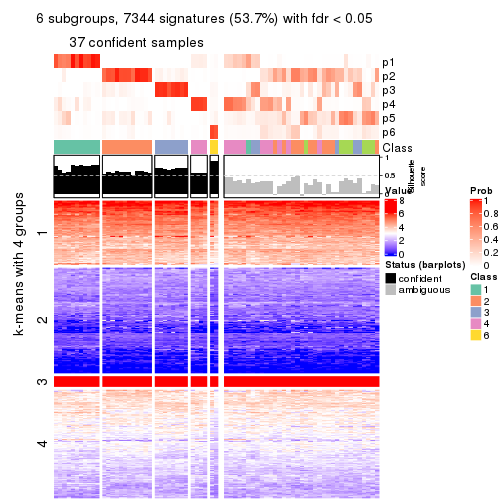 6 subgroups, 7344 signatures (53.7%) with fdr < 0.05
37 confident samples
p1
p2
p3
p4
p5
p6
Class
1
0.5
0
Silhouette
score
k-means with 4 groups
1
2
3
4
Value
8
6
4
2
0
Status (barplots)
confident
ambiguous
Prob
1
0.8
0.6
0.4
0.2
0
Class
1
2
3
4
5
6